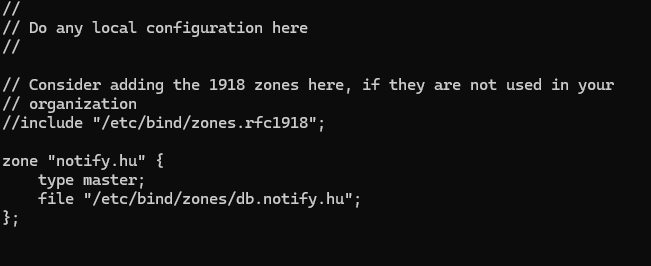 //
// Do any local configuration here
//
// Consider adding the 1918 zones here, if they are not used in your
// organization
//include "/etc/bind/zones.rfc1918";
zone "notify.hu" {
    type master;
    file "/etc/bind/zones/db.notify.hu";
};